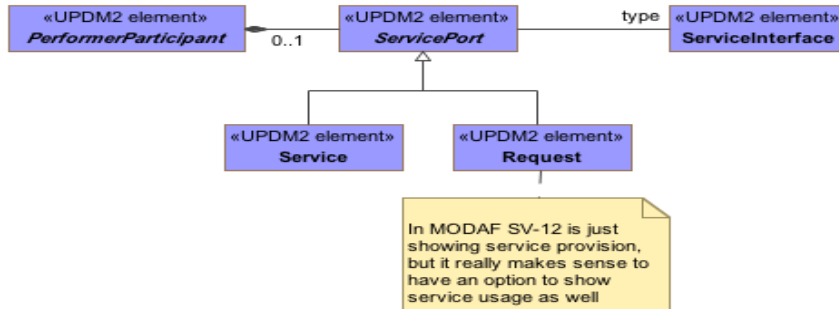 «UPDM2 element»
PerformerParticipant
0..1
«UPDM2 element»
ServicePort
type
«UPDM2 element»
ServiceInterface
«UPDM2 element»
Service
«UPDM2 element»
Request
In MODAF SV-12 is just
showing service provision,
but it really makes sense to
have an option to show
service usage as well